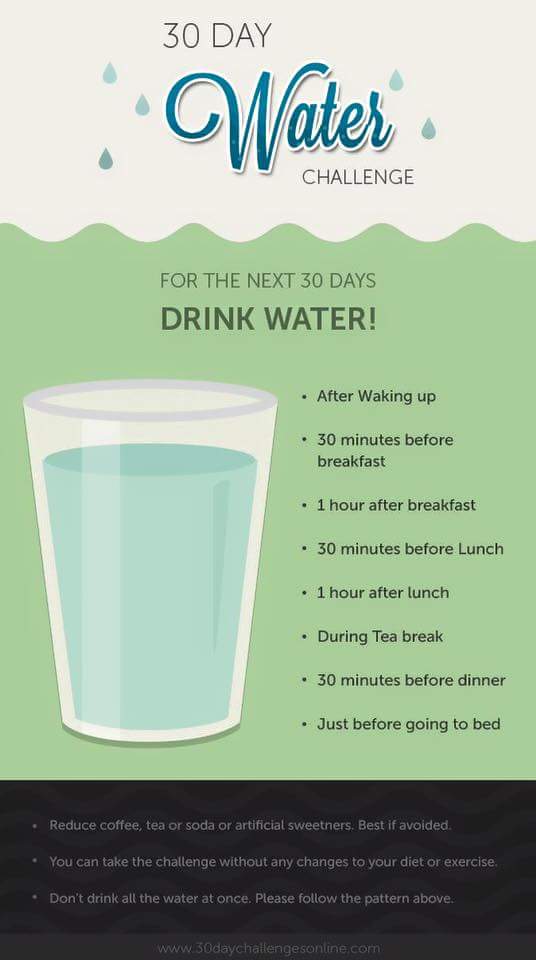 30 DAY
Water
CHALLENGE
FOR THE NEXT 30 DAYS
DRINK WATER!
• After Waking up
• 30 minutes before
breakfast
• 1 hour after breakfast
• 30 minutes before Lunch
• 1 hour after lunch
• During Tea break
• 30 minutes before dinner
• Just before going to bed
• Reduce coffee, tea or soda or artificial sweetners. Best if avoided.
• You can take the challenge without any changes to your diet or exercise.
• Don't drink all the water at once. Please follow the pattern above.
www.30daychallengesonline.com